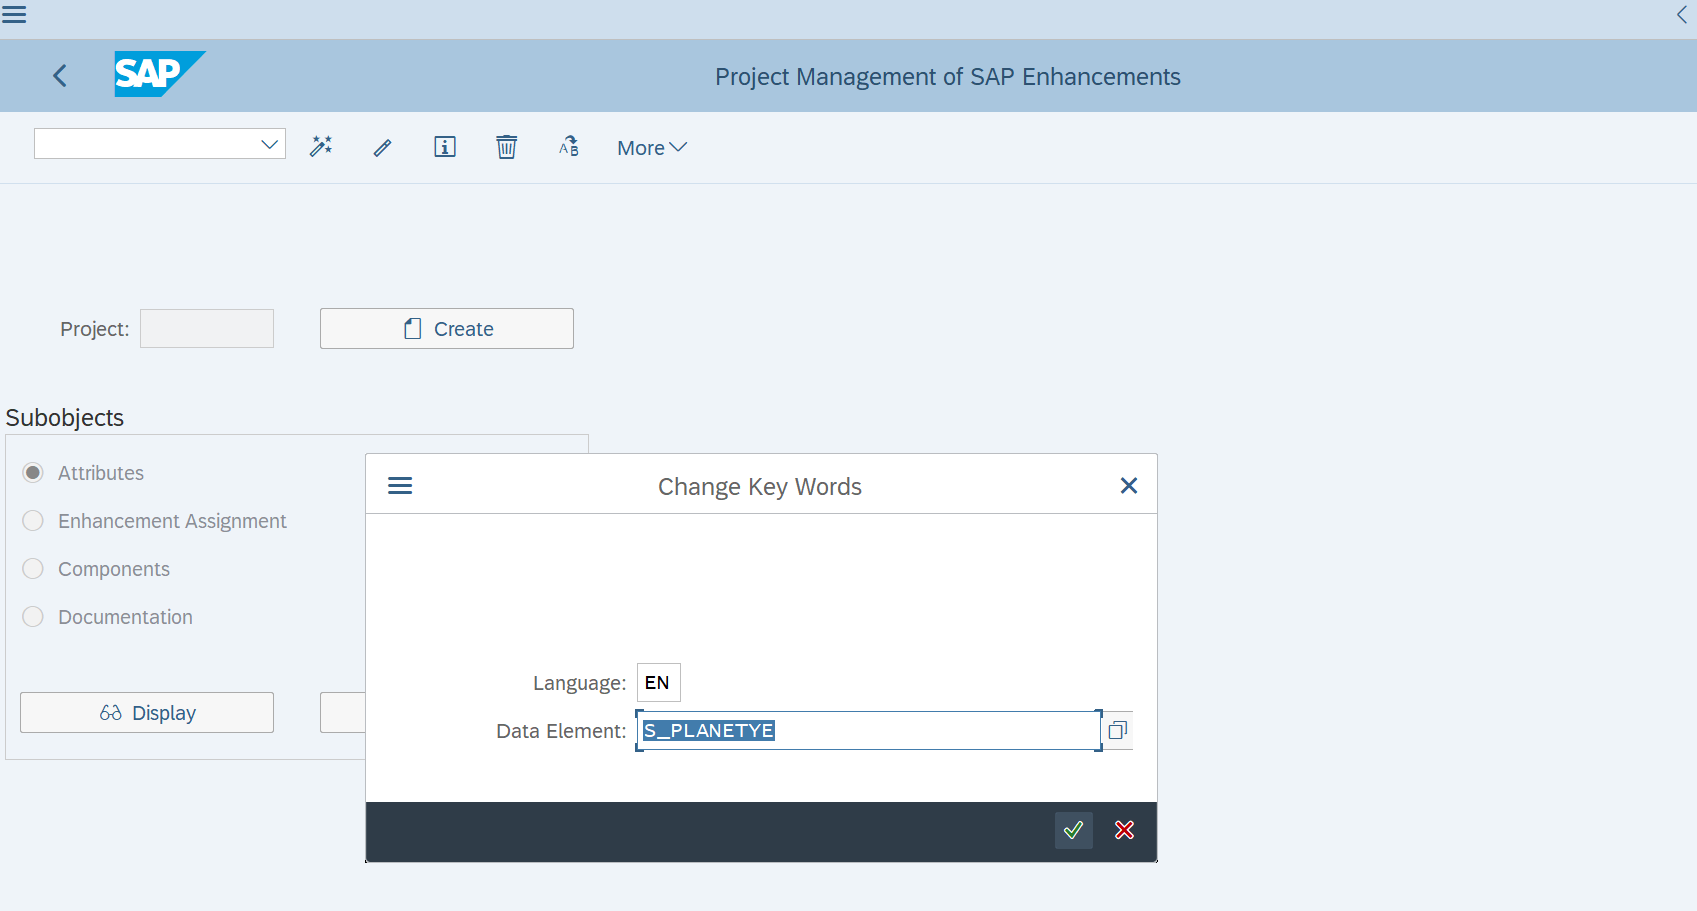 SAP
Project Management of SAP Enhancements
More
Project:
Create
Subobjects
Attributes
Enhancement Assignment
Components
Documentation
Display
Change Key Words
Language: EN
Data Element: S_PLANETYE